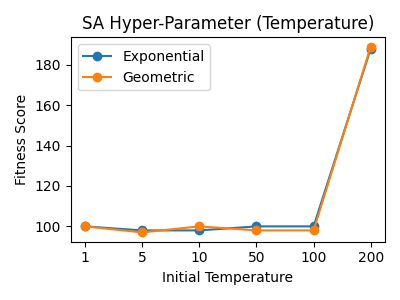 SA Hyper-Parameter (Temperature)
Exponential
Geometric
Fitness Score
180
160
140
120
100
1 5 10 50 100 200
Initial Temperature